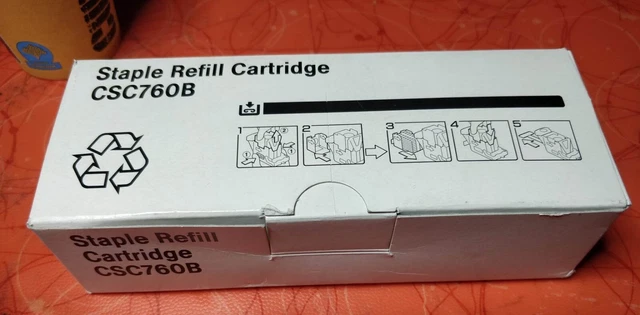 Staple Refill Cartridge
CSC760B
1
2
3
4
5
Staple Refill
Cartridge
CSC760B